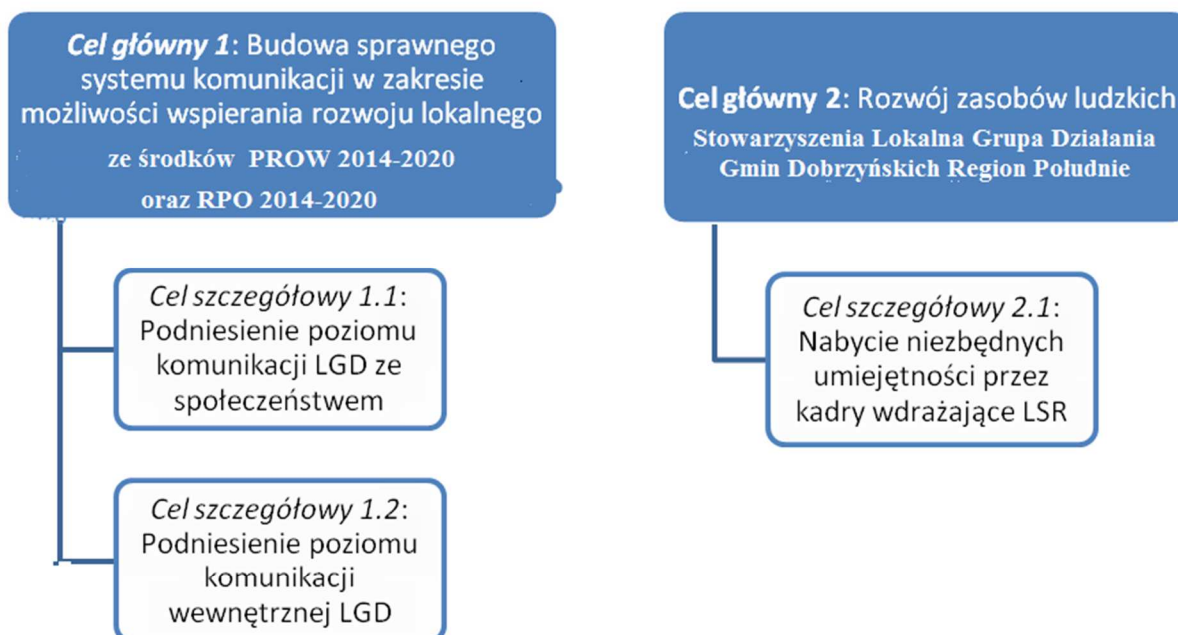 Cel główny 1: Budowa sprawnego
systemu komunikacji w zakresie
możliwości wspierania rozwoju lokalnego
ze środków PROW 2014-2020
oraz RPO 2014-2020
Cel szczegółowy 1.1:
Podniesienie poziomu
komunikacji LGD ze
społeczeństwem
Cel szczegółowy 1.2:
Podniesienie poziomu
komunikacji
wewnętrznej LGD
Cel główny 2: Rozwój zasobów ludzkich
Stowarzyszenia Lokalna Grupa Działania
Gmin Dobrzyńskich Region Południe
Cel szczegółowy 2.1:
Nabycie niezbędnych
umiejętności przez
kadry wdrażające LSR